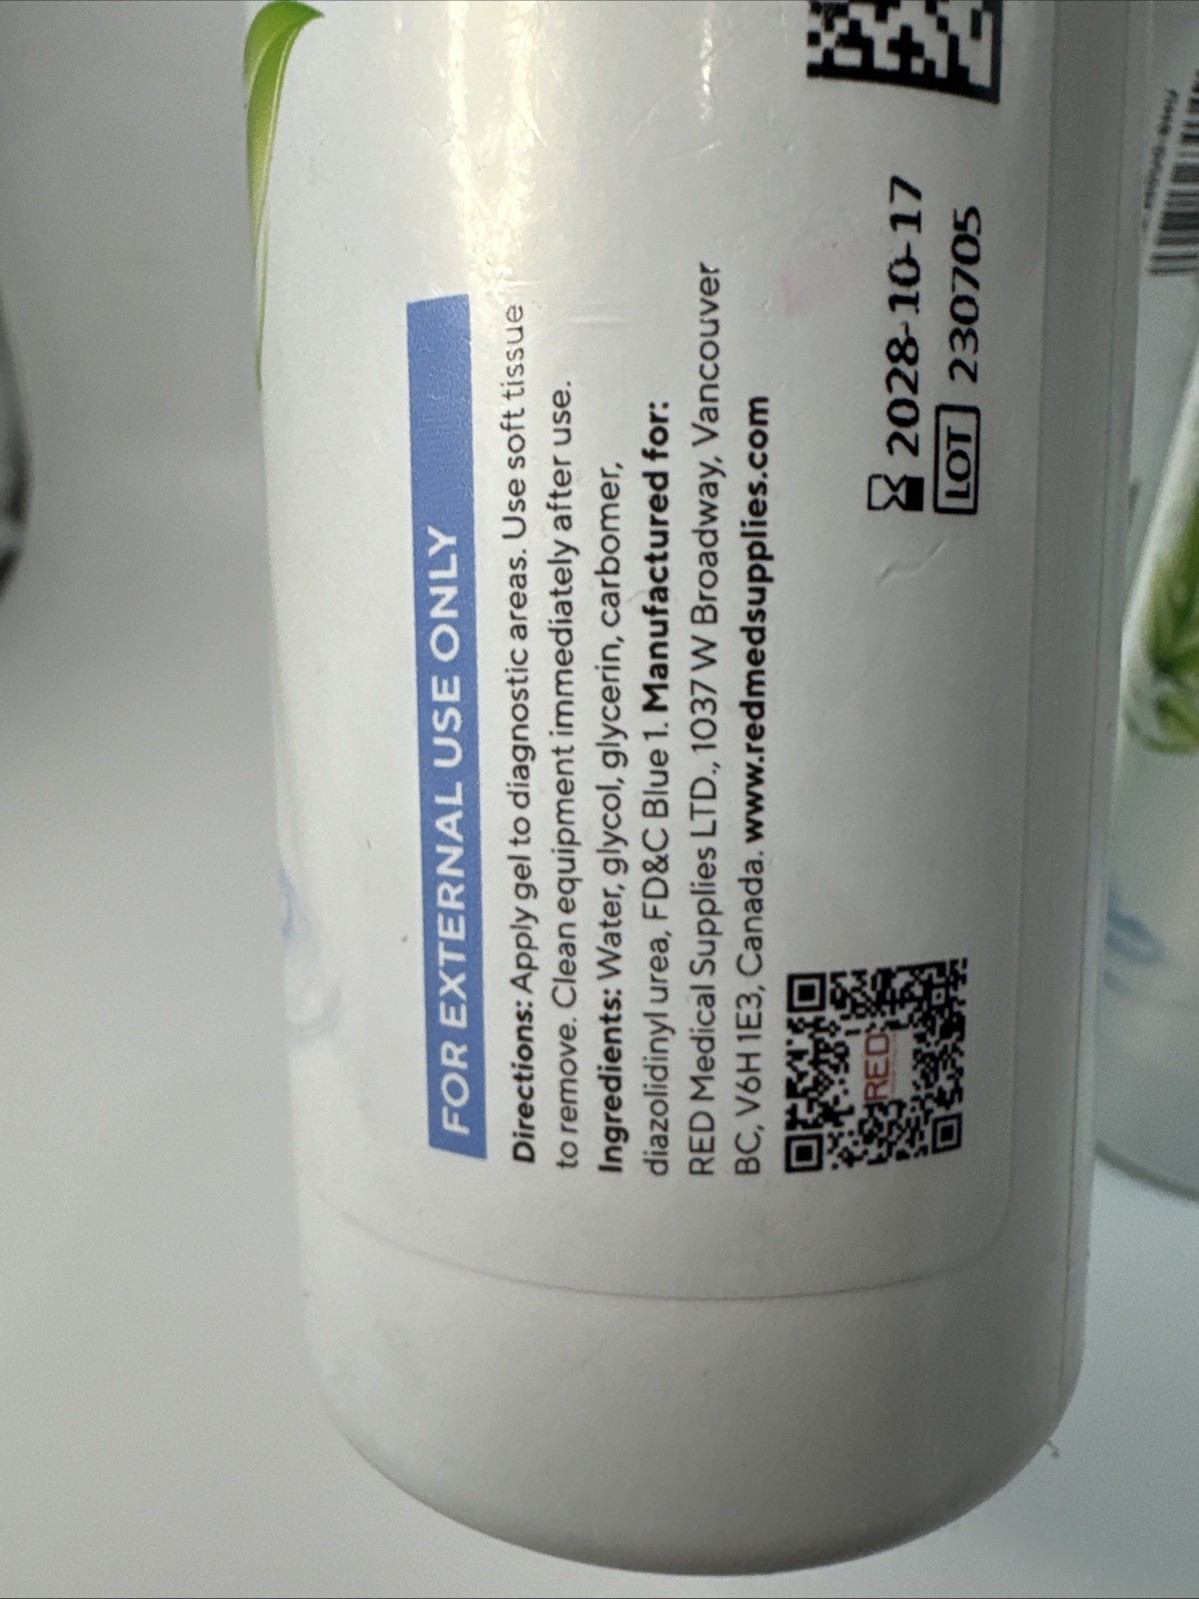 FOR EXTERNAL USE ONLY
Directions: Apply gel to diagnostic areas. Use soft tissue
to remove. Clean equipment immediately after use.
Ingredients: Water, glycol, glycerin, carbomer,
diazolidinyl urea, FD&C Blue 1. Manufactured for:
RED Medical Supplies LTD., 1037 W Broadway, Vancouver
BC, V6H 1E3, Canada. www.redmedsupplies.com
RED
2028-10-17
LOT 230705